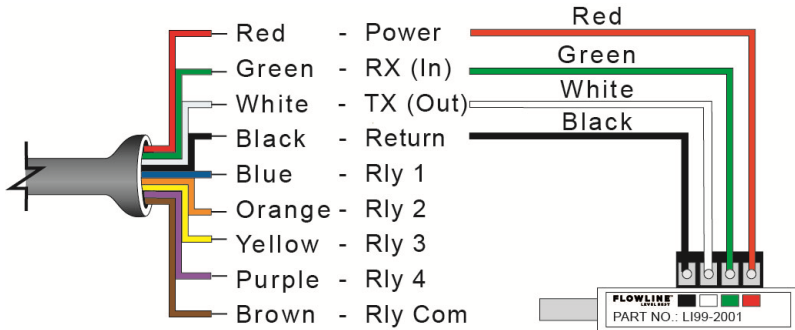 Red - Power Red
Green - RX (In) Green
White - TX (Out) White
Black - Return Black
Blue - Rly 1
Orange - Rly 2
Yellow - Rly 3
Purple - Rly 4
Brown - Rly Com
FLOWLINE
LEVEL BEST
PART NO.: LI99-2001